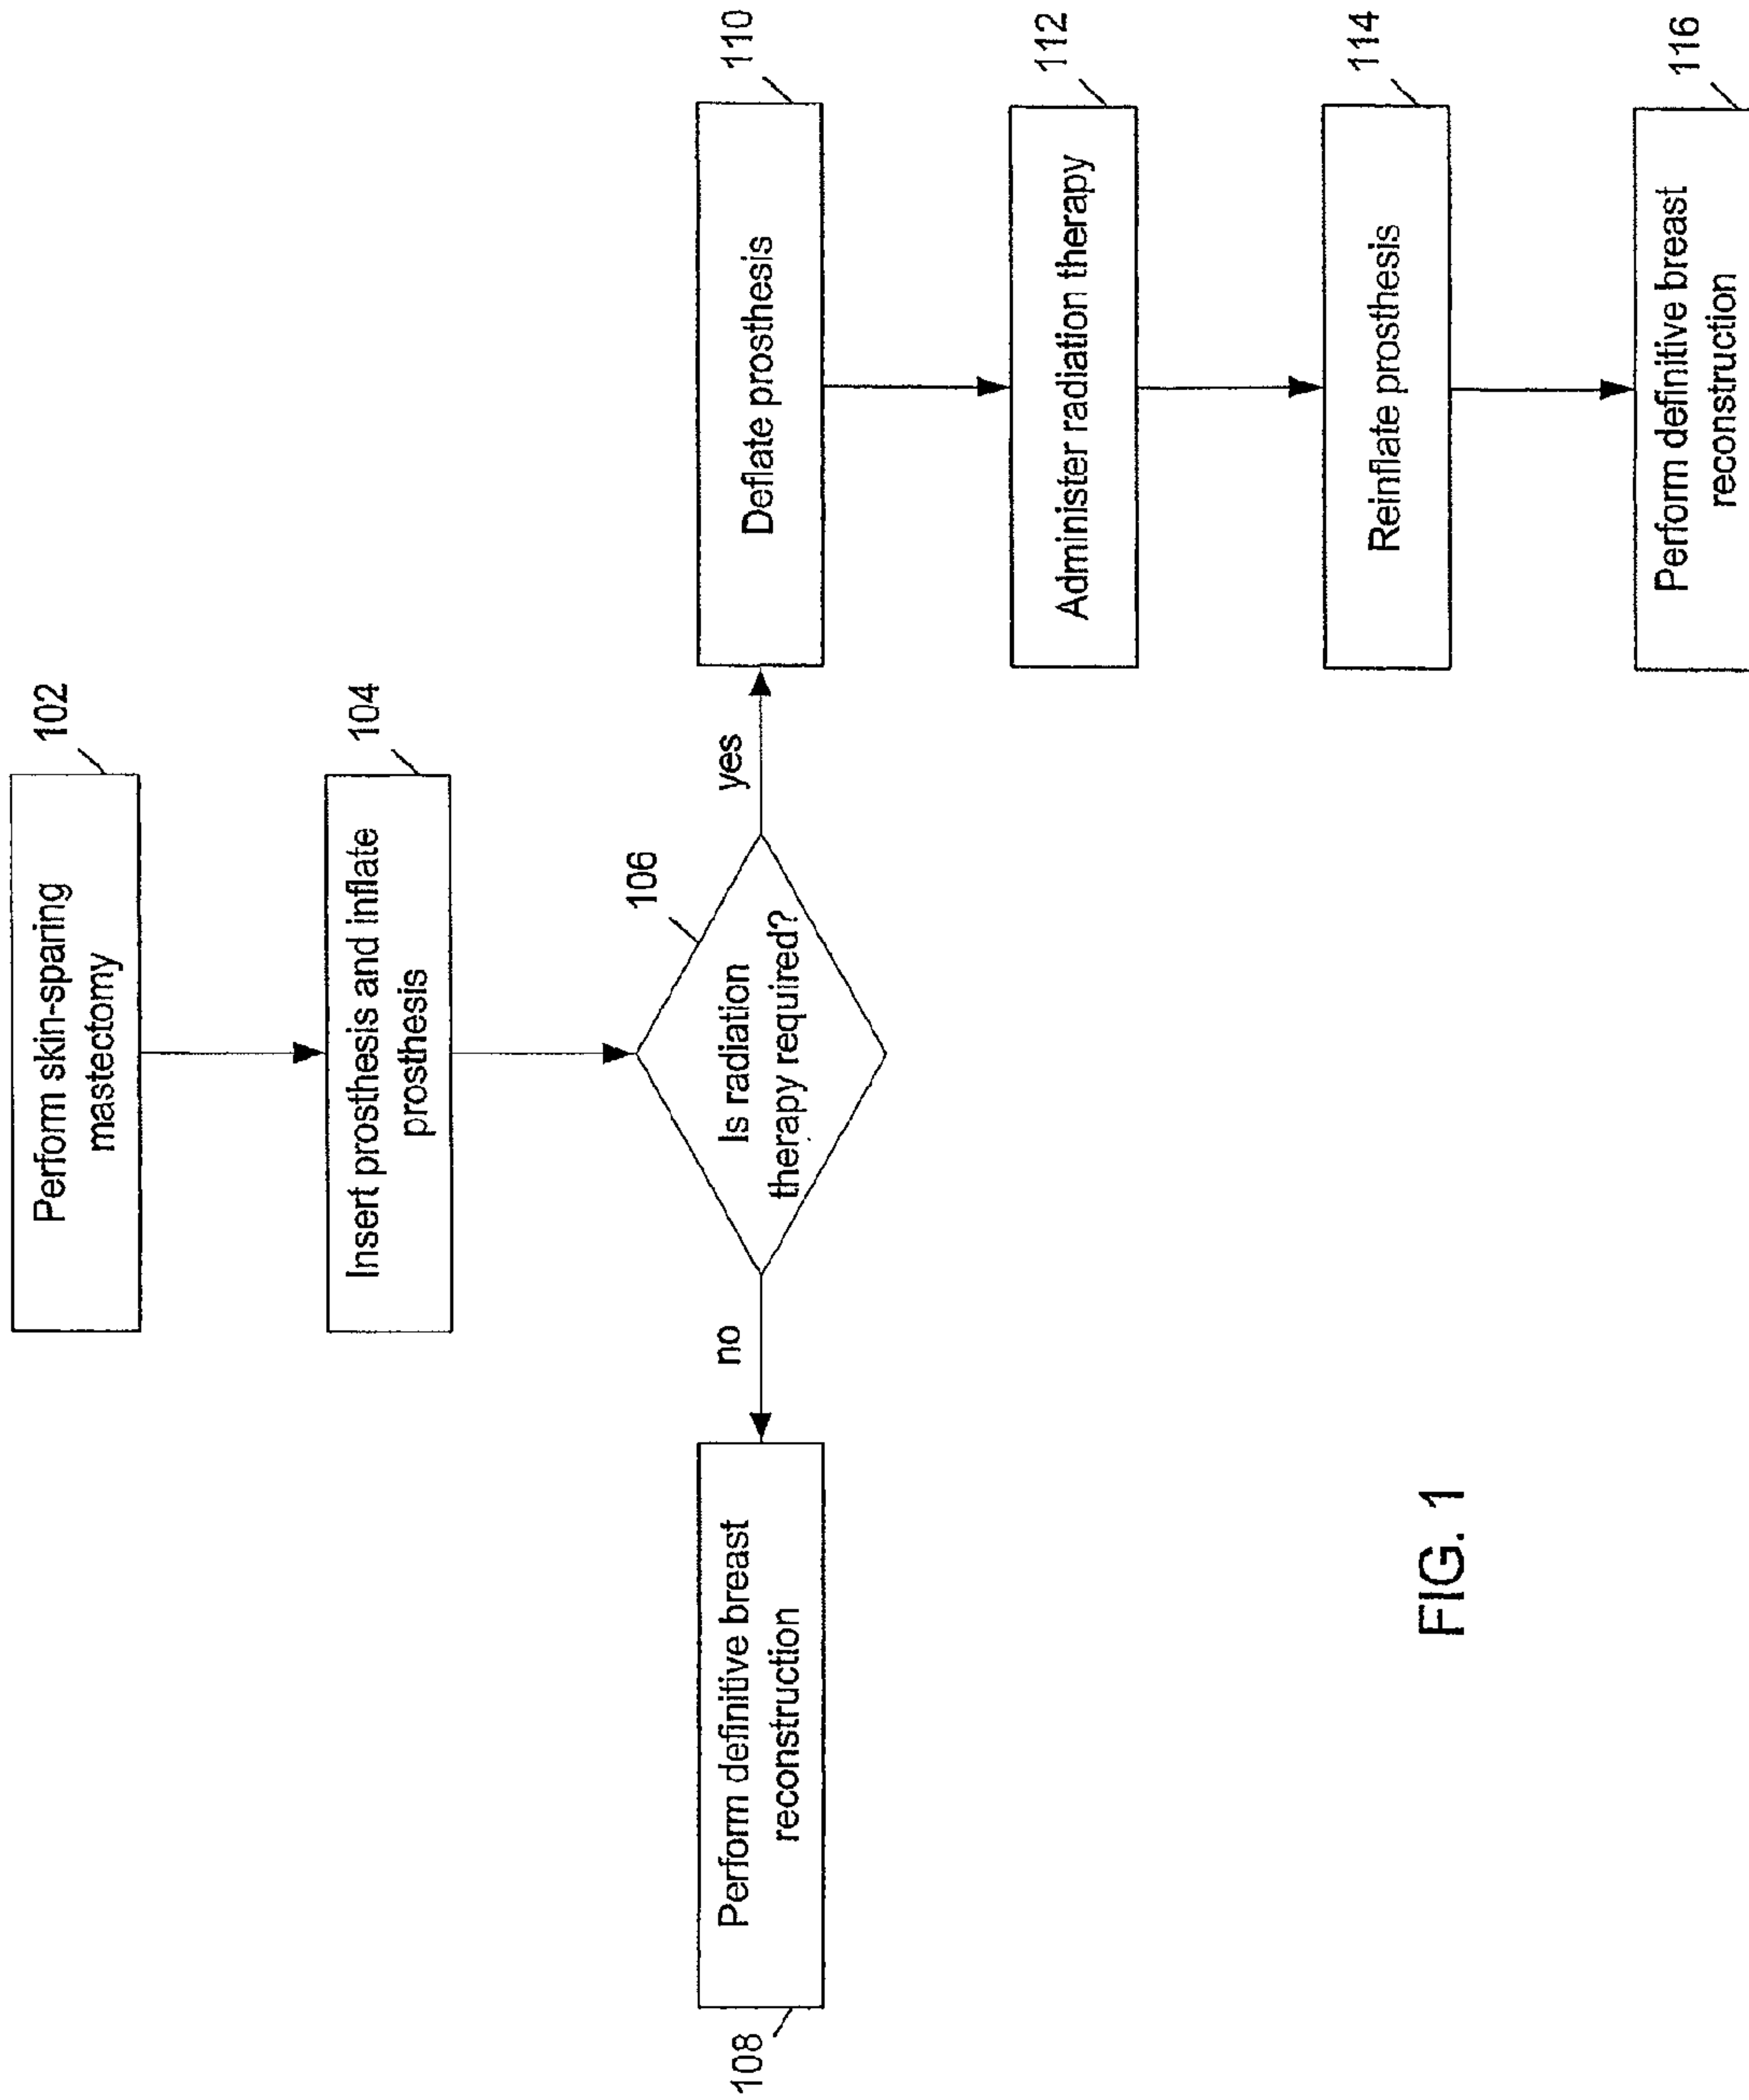 Perfom skin-sparing
mastectomy
102
Insert prosthesis and inflate
prosthesis
104
Is radiation
therapy required?
106
no
yes
Perform definitive breast
reconstruction
108
Deflate prosthesis
110
Administer radiation therapy
112
Reinflate prosthesis
114
Perform definitive breast
reconstruction
116
FIG. 1